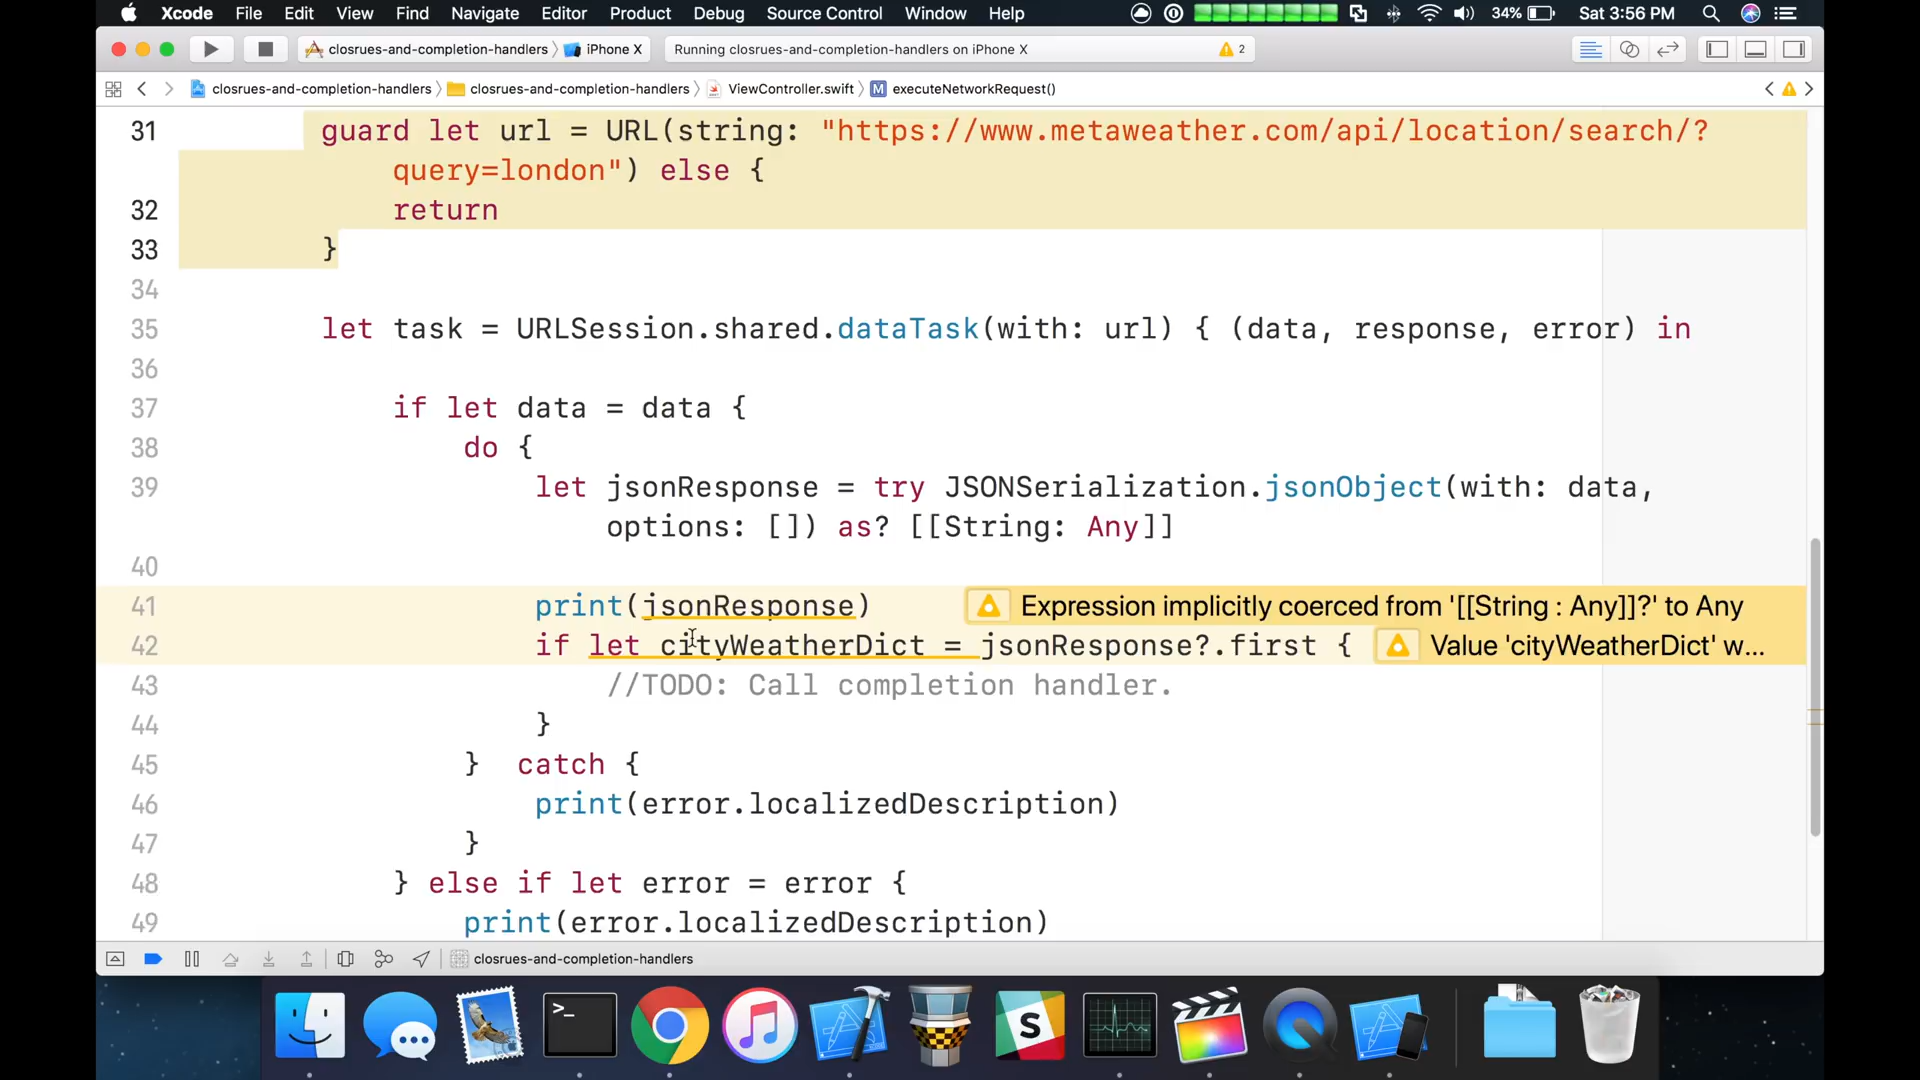 Xcode File Edit View Find Navigate Editor Product Debug Source Control Window Help 34% Sat 3:56 PM
closrues-and-completion-handlers iPhone X Running closrues-and-completion-handlers on iPhone X 2
closrues-and-completion-handlers closrues-and-completion-handlers ViewController.swift M executeNetworkRequest()
31 guard let url = URL(string: "https://www.metaweather.com/api/location/search/?
query=london") else {
32 return
33 }
34
35 let task = URLSession.shared.dataTask(with: url) { (data, response, error) in
36
37 if let data = data {
38 do {
39 let jsonResponse = try JSONSerialization.jsonObject(with: data,
options: []) as? [[String: Any]]
40
41 print(jsonResponse) Expression implicitly coerced from '[[String : Any]]?' to Any
42 if let cityWeatherDict = jsonResponse?.first { Value 'cityWeatherDict' w...
43 //TODO: Call completion handler.
44 }
45 } catch {
46 print(error.localizedDescription)
47 }
48 } else if let error = error {
49 print(error.localizedDescription)
closrues-and-completion-handlers
>_ S